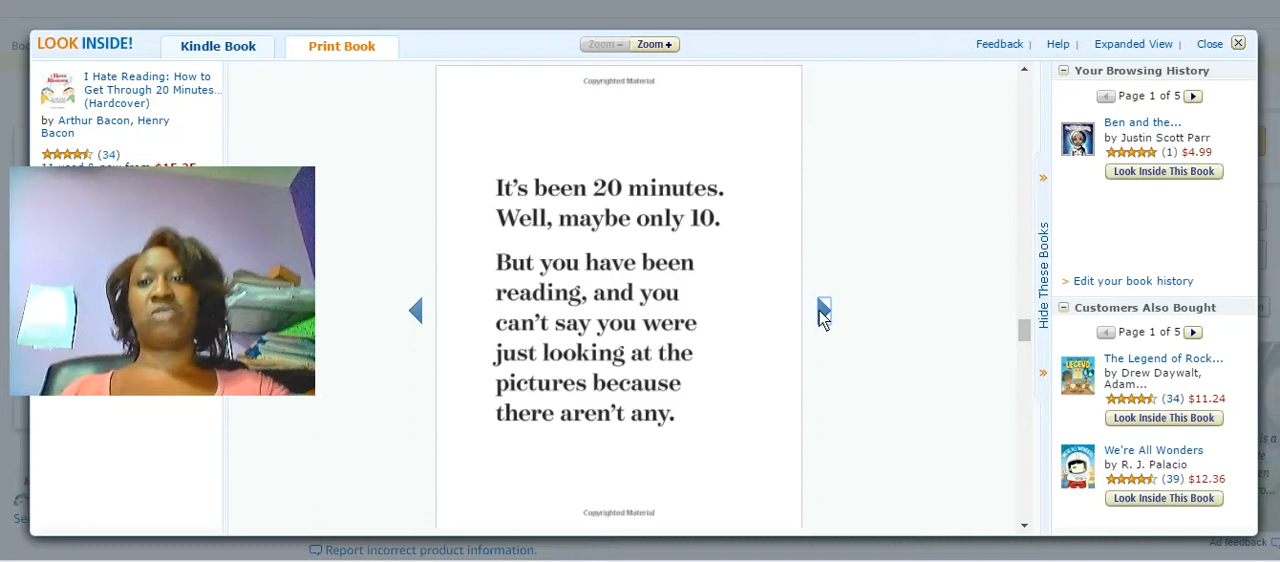 LOOK INSIDE!
Kindle Book
Print Book
Zoom −
Zoom +
Feedback |
Help |
Expanded View |
Close
I Hate Reading: How to
Get Through 20 Minutes...
(Hardcover)
by Arthur Bacon, Henry
Bacon
(34)
Copyrighted Material
It's been 20 minutes.
Well, maybe only 10.
But you have been
reading, and you
can't say you were
just looking at the
pictures because
there aren't any.
Copyrighted Material
Hide These Books
Your Browsing History
Page 1 of 5
Ben and the...
by Justin Scott Parr
(1) $4.99
Look Inside This Book
> Edit your book history
Customers Also Bought
Page 1 of 5
The Legend of Rock...
by Drew Daywalt,
Adam...
(34) $11.24
Look Inside This Book
We're All Wonders
by R. J. Palacio
(39) $12.36
Look Inside This Book
Report incorrect product information.
Ad feedback